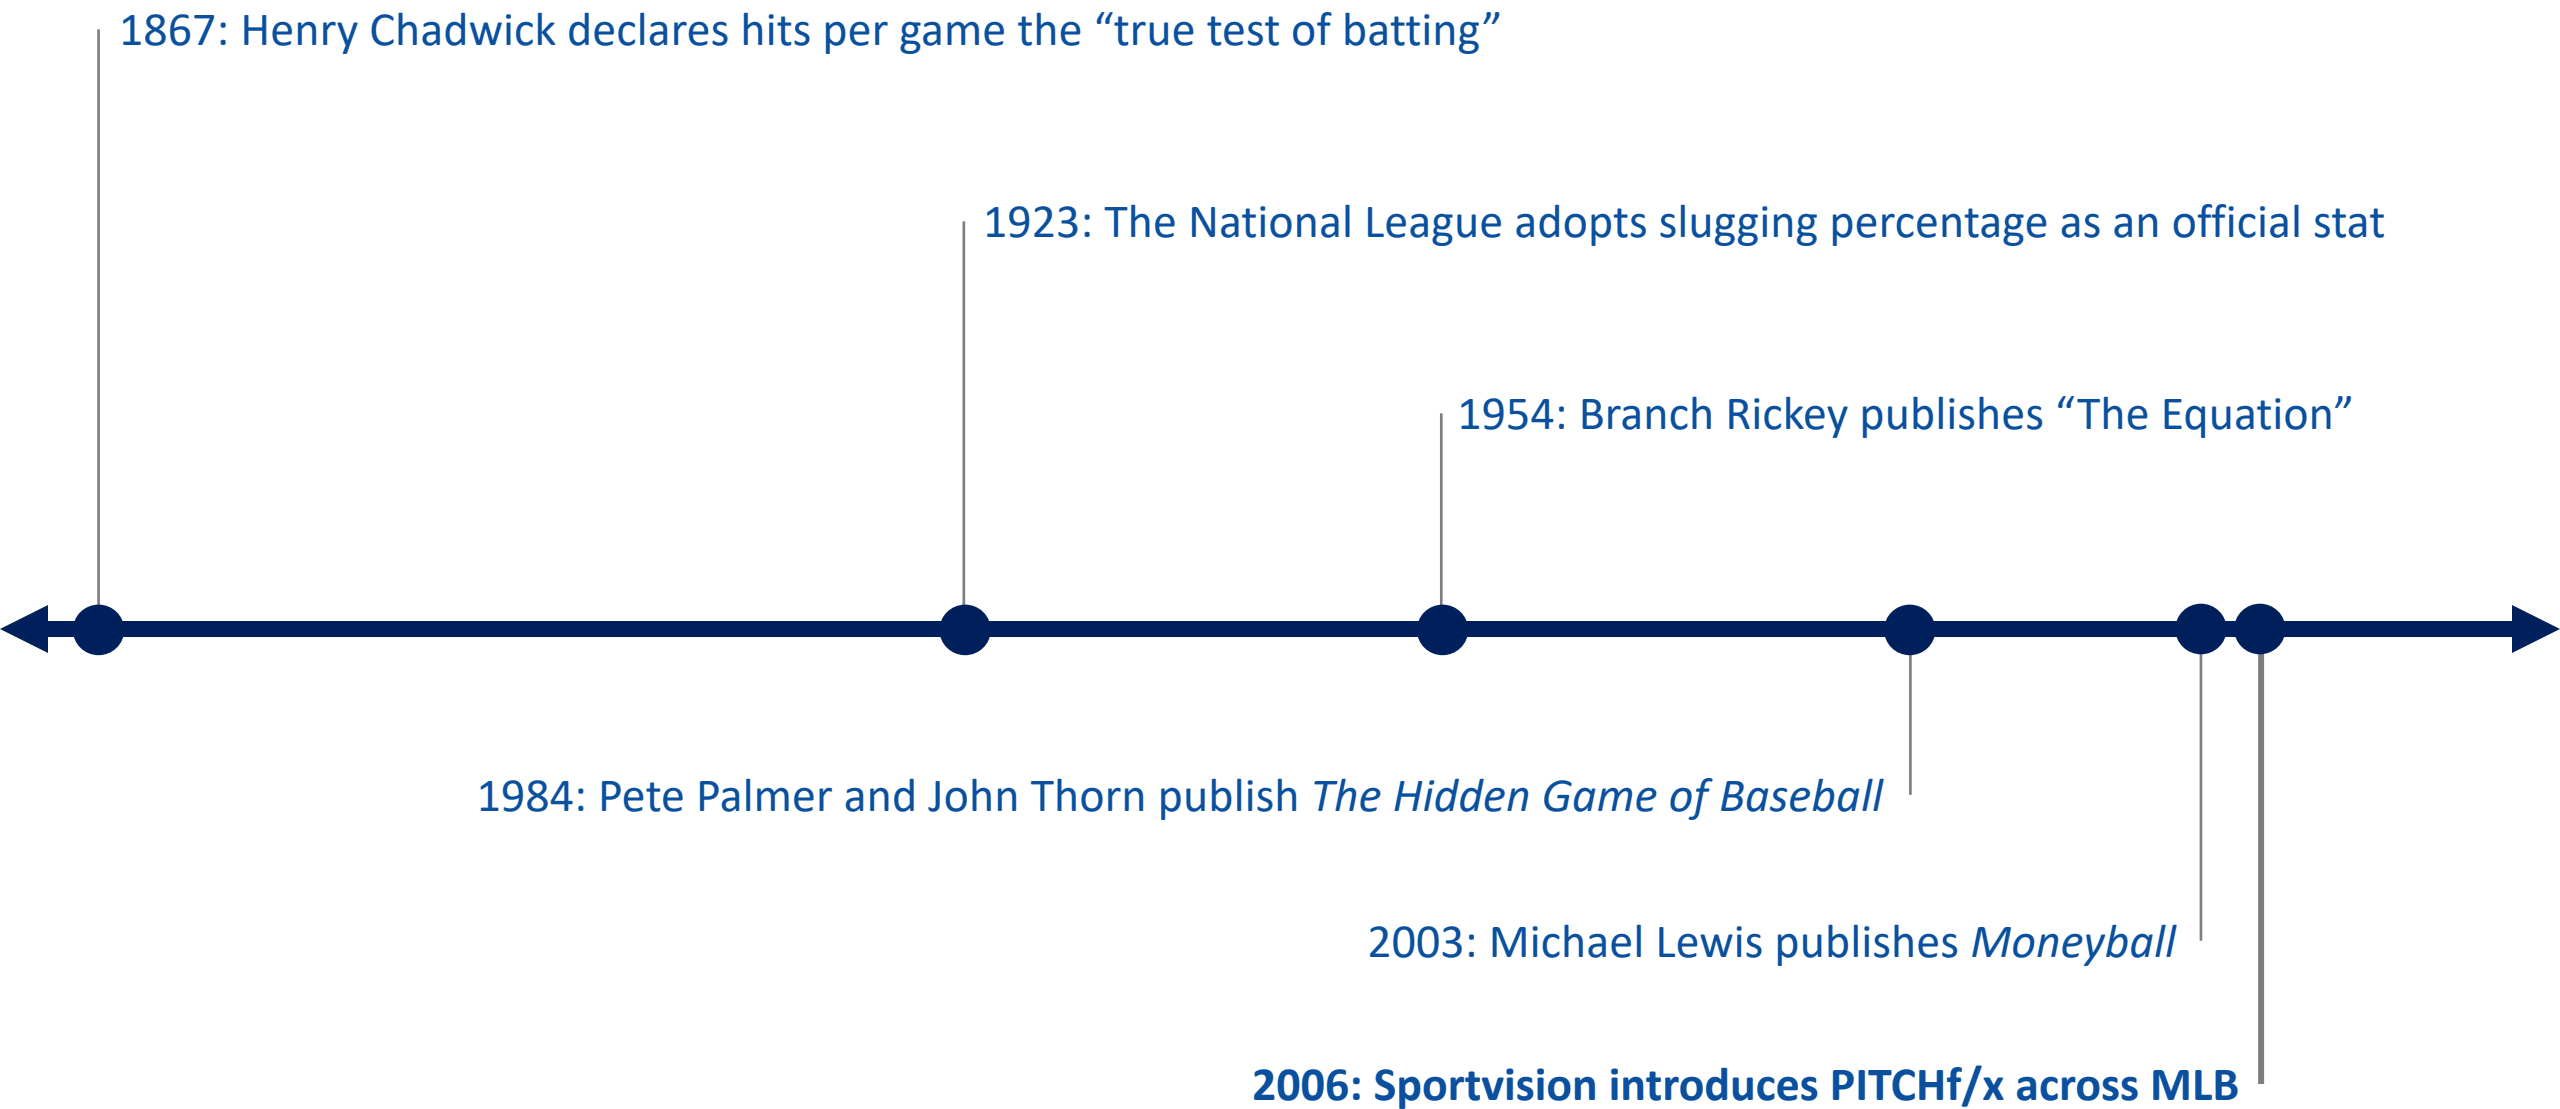 1867: Henry Chadwick declares hits per game the “true test of batting”
1923: The National League adopts slugging percentage as an official stat
1954: Branch Rickey publishes “The Equation”
1984: Pete Palmer and John Thorn publish The Hidden Game of Baseball
2003: Michael Lewis publishes Moneyball
2006: Sportvision introduces PITCHf/x across MLB